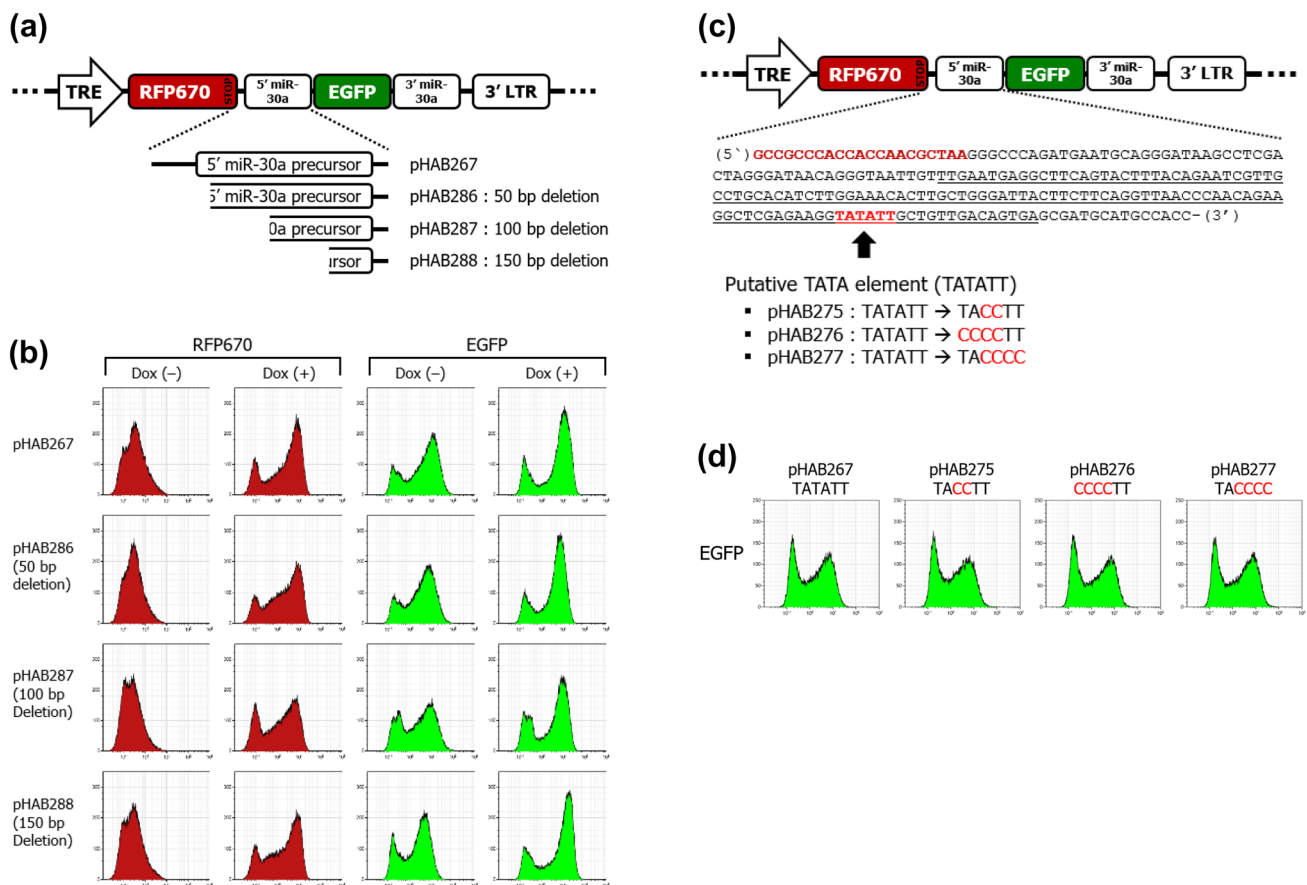 (a)
TRE
RFP670
STOP
5' miR-
30a
EGFP
3' miR-
30a
3' LTR
5' miR-30a precursor
pHAB267
5' miR-30a precursor
pHAB286 : 50 bp deletion
0a precursor
pHAB287 : 100 bp deletion
ursor
pHAB288 : 150 bp deletion
(b)
RFP670
EGFP
Dox (–)
Dox (+)
Dox (–)
Dox (+)
pHAB267
pHAB286
(50 bp
deletion)
pHAB287
(100 bp
Deletion)
pHAB288
(150 bp
Deletion)
(c)
TRE
RFP670
STOP
5' miR-
30a
EGFP
3' miR-
30a
3' LTR
(5`)GCCGCCCACCACCAACGCTAAGGGCCCAGATGAATGCAGGGATAAGCCTCGA
CTAGGGATAACAGGGTAATTGTTTGAATGAGGCTTCAGTACTTTACAGAATCGTTG
CCTGCACATCTTGGAAACACTTGCTGGGATTACTTCTTCAGGTTAACCCAACAGAA
GGCTCGAGAAGGTATATTGCTGTTGACAGTGAGCGATGCATGCCACC–(3')
Putative TATA element (TATATT)
▪ pHAB275 : TATATT → TACCTT
▪ pHAB276 : TATATT → CCCCTT
▪ pHAB277 : TATATT → TACCCC
(d)
pHAB267
TATATT
pHAB275
TACCTT
pHAB276
CCCCTT
pHAB277
TACCCC
EGFP